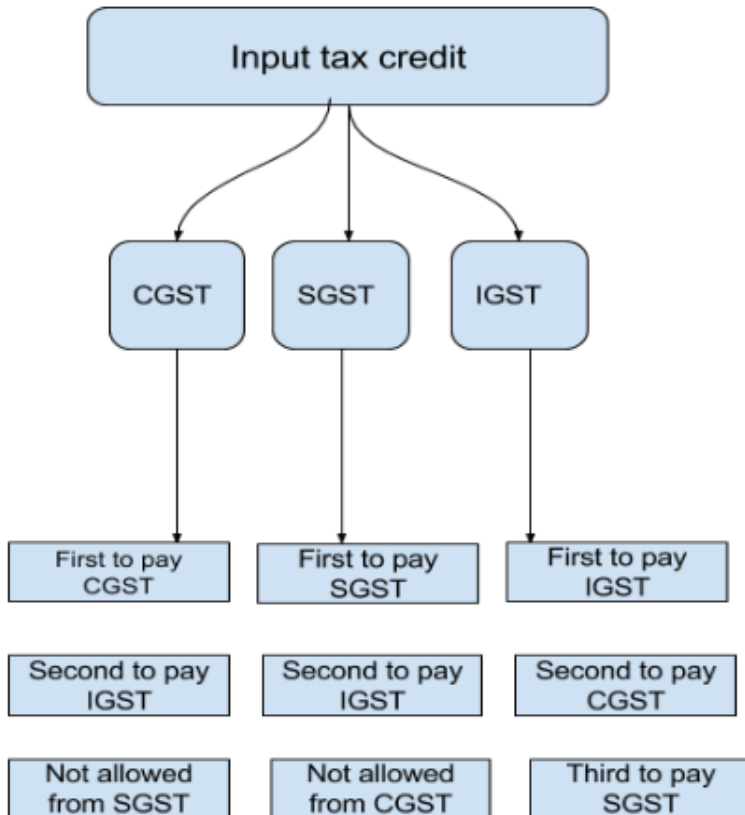 Input tax credit
CGST
SGST
IGST
First to pay
CGST
First to pay
SGST
First to pay
IGST
Second to pay
IGST
Second to pay
IGST
Second to pay
CGST
Not allowed
from SGST
Not allowed
from CGST
Third to pay
SGST